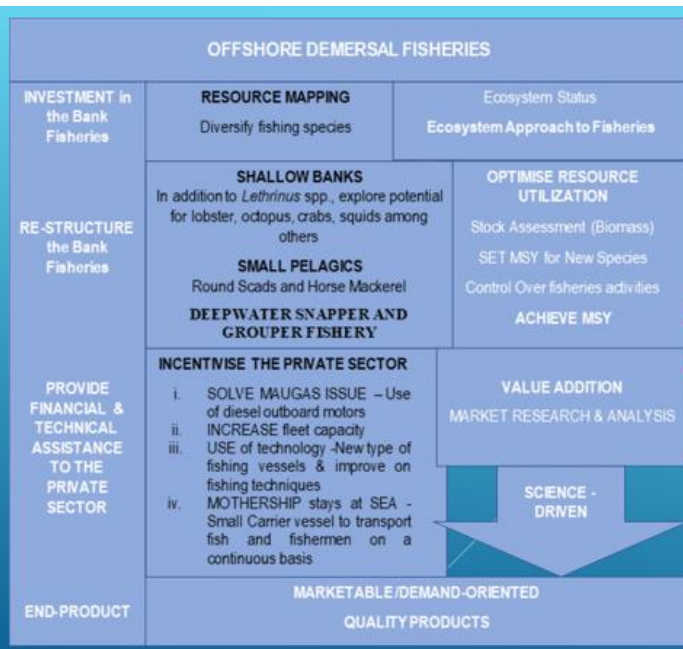 OFFSHORE DEMERSAL FISHERIES
INVESTMENT in
the Bank
Fisheries
RESOURCE MAPPING
Diversify fishing species
Ecosystem Status
Ecosystem Approach to Fisheries
RE-STRUCTURE
the Bank
Fisheries
SHALLOW BANKS
In addition to Lethrinus spp., explore potential
for lobster, octopus, crabs, squids among
others
SMALL PELAGICS
Round Scads and Horse Mackerel
DEEPWATER SNAPPER AND
GROUPER FISHERY
OPTIMISE RESOURCE
UTILIZATION
Stock Assessment (Biomass)
SET MSY for New Species
Control Over fisheries activities
ACHIEVE MSY
PROVIDE
FINANCIAL &
TECHNICAL
ASSISTANCE
TO THE
PRIVATE
SECTOR
INCENTIVISE THE PRIVATE SECTOR
i. SOLVE MAUGAS ISSUE – Use
of diesel outboard motors
ii. INCREASE fleet capacity
iii. USE of technology -New type of
fishing vessels & improve on
fishing techniques
iv. MOTHERSHIP stays at SEA -
Small Carrier vessel to transport
fish and fishermen on a
continuous basis
VALUE ADDITION
MARKET RESEARCH & ANALYSIS
SCIENCE -
DRIVEN
END-PRODUCT
MARKETABLE/DEMAND-ORIENTED
QUALITY PRODUCTS